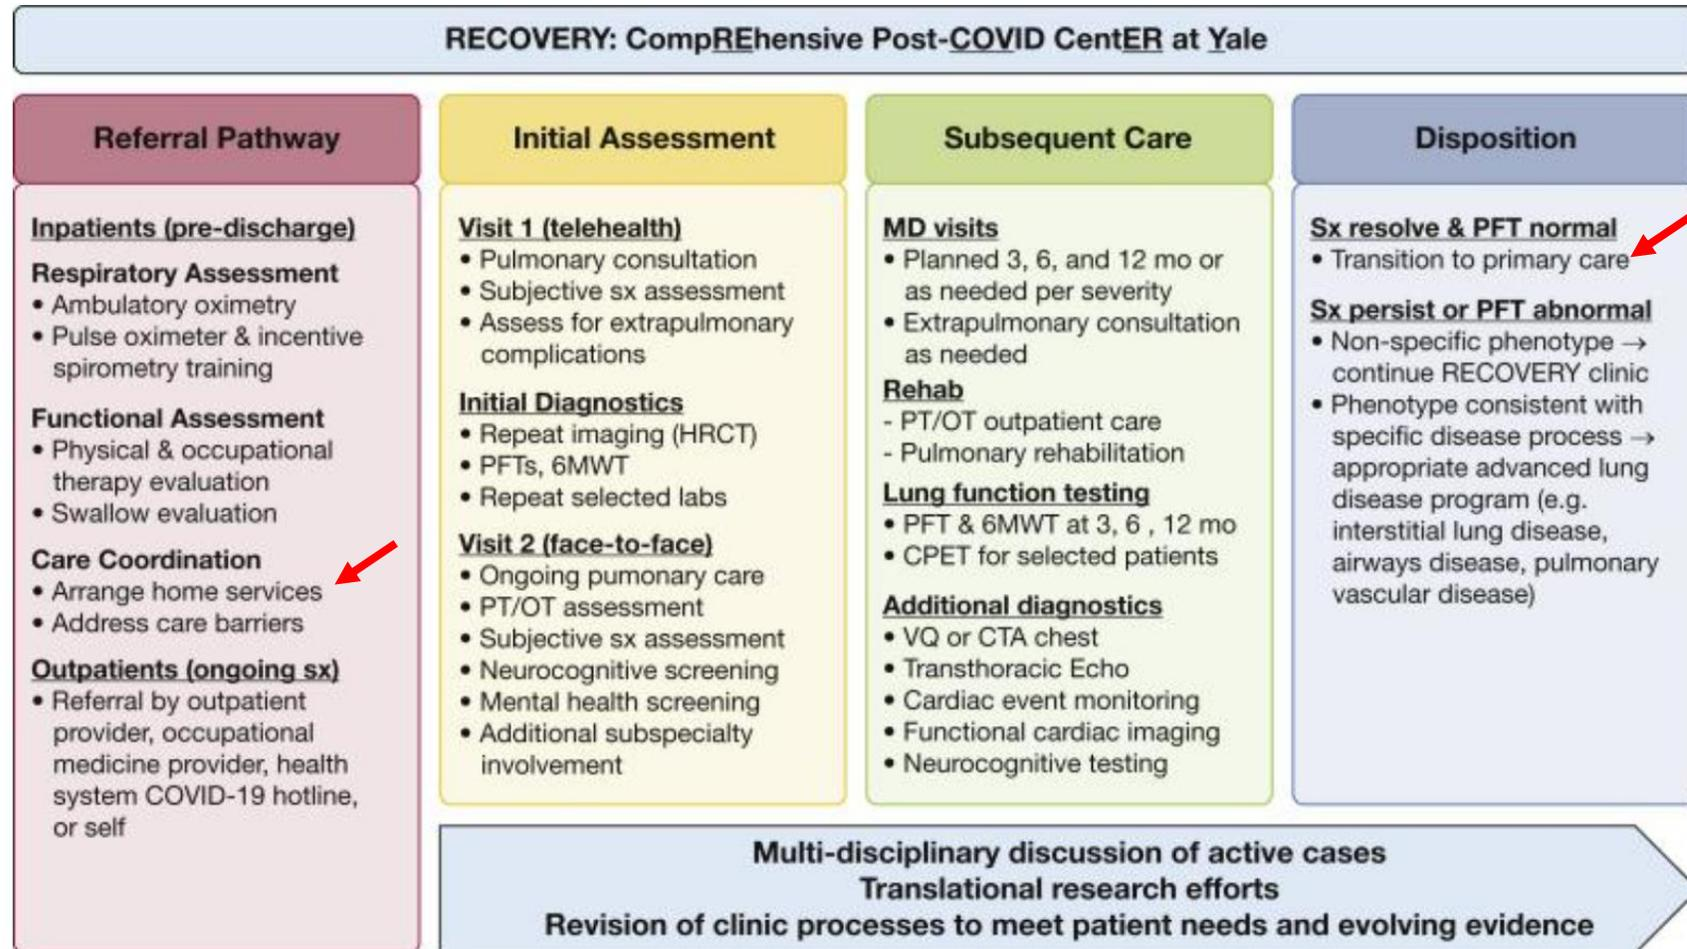 RECOVERY: CompREhensive Post-COVID CentER at Yale
Referral Pathway
Inpatients (pre-discharge)
Respiratory Assessment
• Ambulatory oximetry
• Pulse oximeter & incentive
spirometry training
Functional Assessment
• Physical & occupational
therapy evaluation
• Swallow evaluation
Care Coordination
• Arrange home services
• Address care barriers
Outpatients (ongoing sx)
• Referral by outpatient
provider, occupational
medicine provider, health
system COVID-19 hotline,
or self
Initial Assessment
Visit 1 (telehealth)
• Pulmonary consultation
• Subjective sx assessment
• Assess for extrapulmonary
complications
Initial Diagnostics
• Repeat imaging (HRCT)
• PFTs, 6MWT
• Repeat selected labs
Visit 2 (face-to-face)
• Ongoing pumonary care
• PT/OT assessment
• Subjective sx assessment
• Neurocognitive screening
• Mental health screening
• Additional subspecialty
involvement
Subsequent Care
MD visits
• Planned 3, 6, and 12 mo or
as needed per severity
• Extrapulmonary consultation
as needed
Rehab
- PT/OT outpatient care
- Pulmonary rehabilitation
Lung function testing
• PFT & 6MWT at 3, 6 , 12 mo
• CPET for selected patients
Additional diagnostics
• VQ or CTA chest
• Transthoracic Echo
• Cardiac event monitoring
• Functional cardiac imaging
• Neurocognitive testing
Disposition
Sx resolve & PFT normal
• Transition to primary care
Sx persist or PFT abnormal
• Non-specific phenotype →
continue RECOVERY clinic
• Phenotype consistent with
specific disease process →
appropriate advanced lung
disease program (e.g.
interstitial lung disease,
airways disease, pulmonary
vascular disease)
Multi-disciplinary discussion of active cases
Translational research efforts
Revision of clinic processes to meet patient needs and evolving evidence